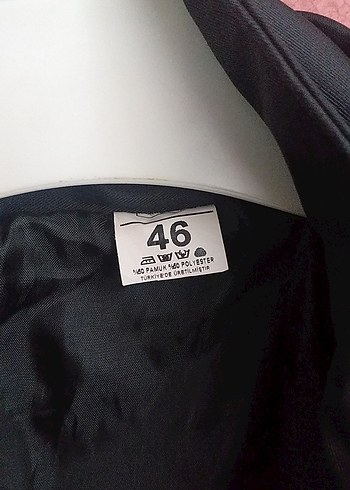 46
%50 PAMUK %50 POLYESTER
TÜRKİYE'DE ÜRETİLMİŞTİR